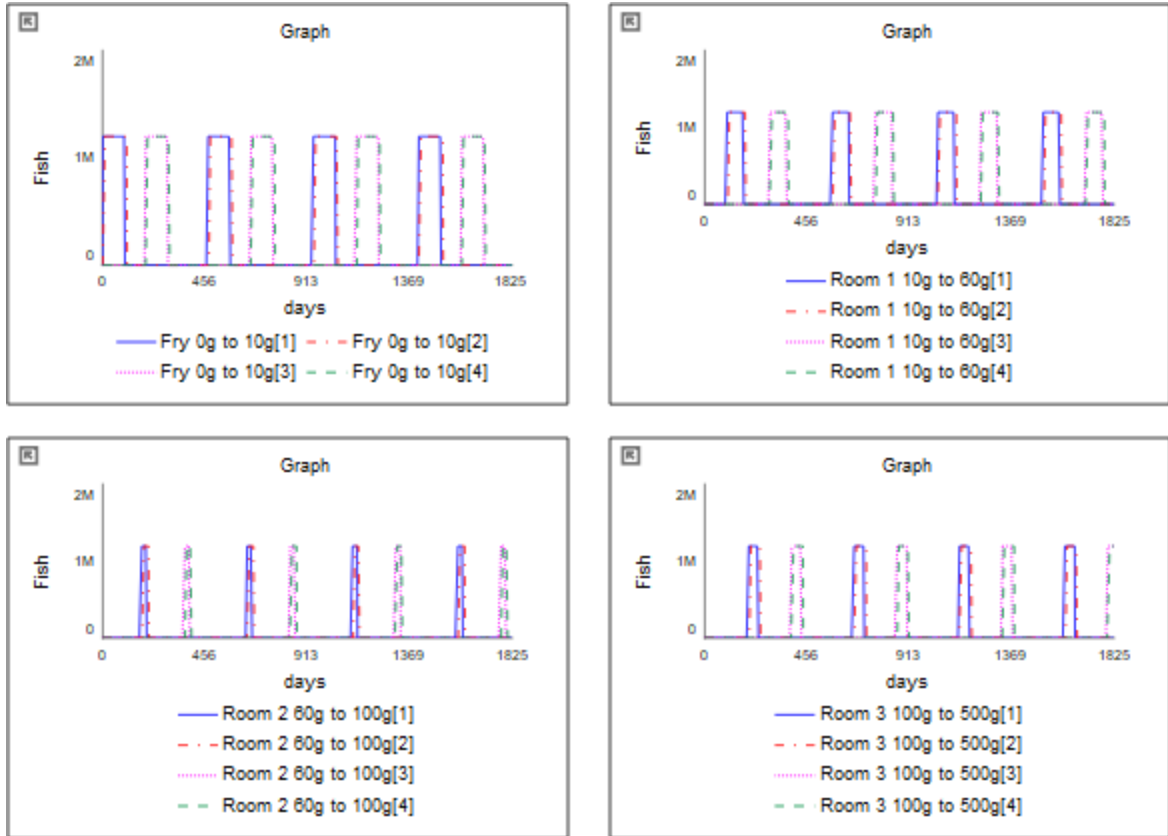 Graph
2M
1M
Fish
0
0 456 913 1369 1825
days
Fry 0g to 10g[1] Fry 0g to 10g[2]
Fry 0g to 10g[3] Fry 0g to 10g[4]
Graph
2M
1M
Fish
0
0 456 913 1369 1825
days
Room 1 10g to 60g[1]
Room 1 10g to 60g[2]
Room 1 10g to 60g[3]
Room 1 10g to 60g[4]
Graph
2M
Fish
1M
0
0 456 913 1369 1825
days
Room 2 60g to 100g[1]
Room 2 60g to 100g[2]
Room 2 60g to 100g[3]
Room 2 60g to 100g[4]
Graph
2M
Fish
1M
0
0 456 913 1369 1825
days
Room 3 100g to 500g[1]
Room 3 100g to 500g[2]
Room 3 100g to 500g[3]
Room 3 100g to 500g[4]